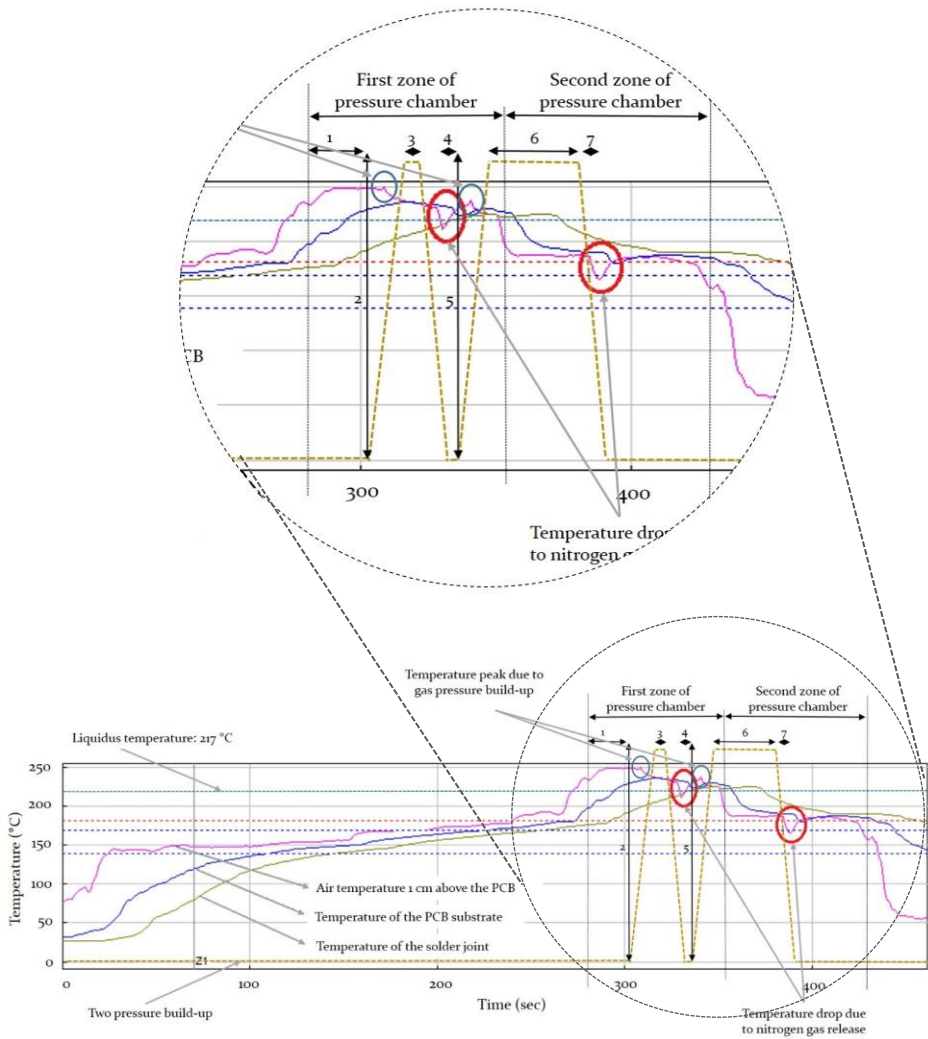 First zone of
pressure chamber
Second zone of
pressure chamber
1
3
4
6
7
2
5
CB
300
400
Temperature dro
to nitrogen g
Temperature peak due to
gas pressure build-up
First zone of
pressure chamber
Second zone of
pressure chamber
Liquidus temperature: 217 °C
1
3
4
6
7
250
200
150
100
50
0
Temperature (°C)
2
5
Air temperature 1 cm above the PCB
Temperature of the PCB substrate
Temperature of the solder joint
Z1
0
100
200
300
400
Time (sec)
Two pressure build-up
Temperature drop due
to nitrogen gas release